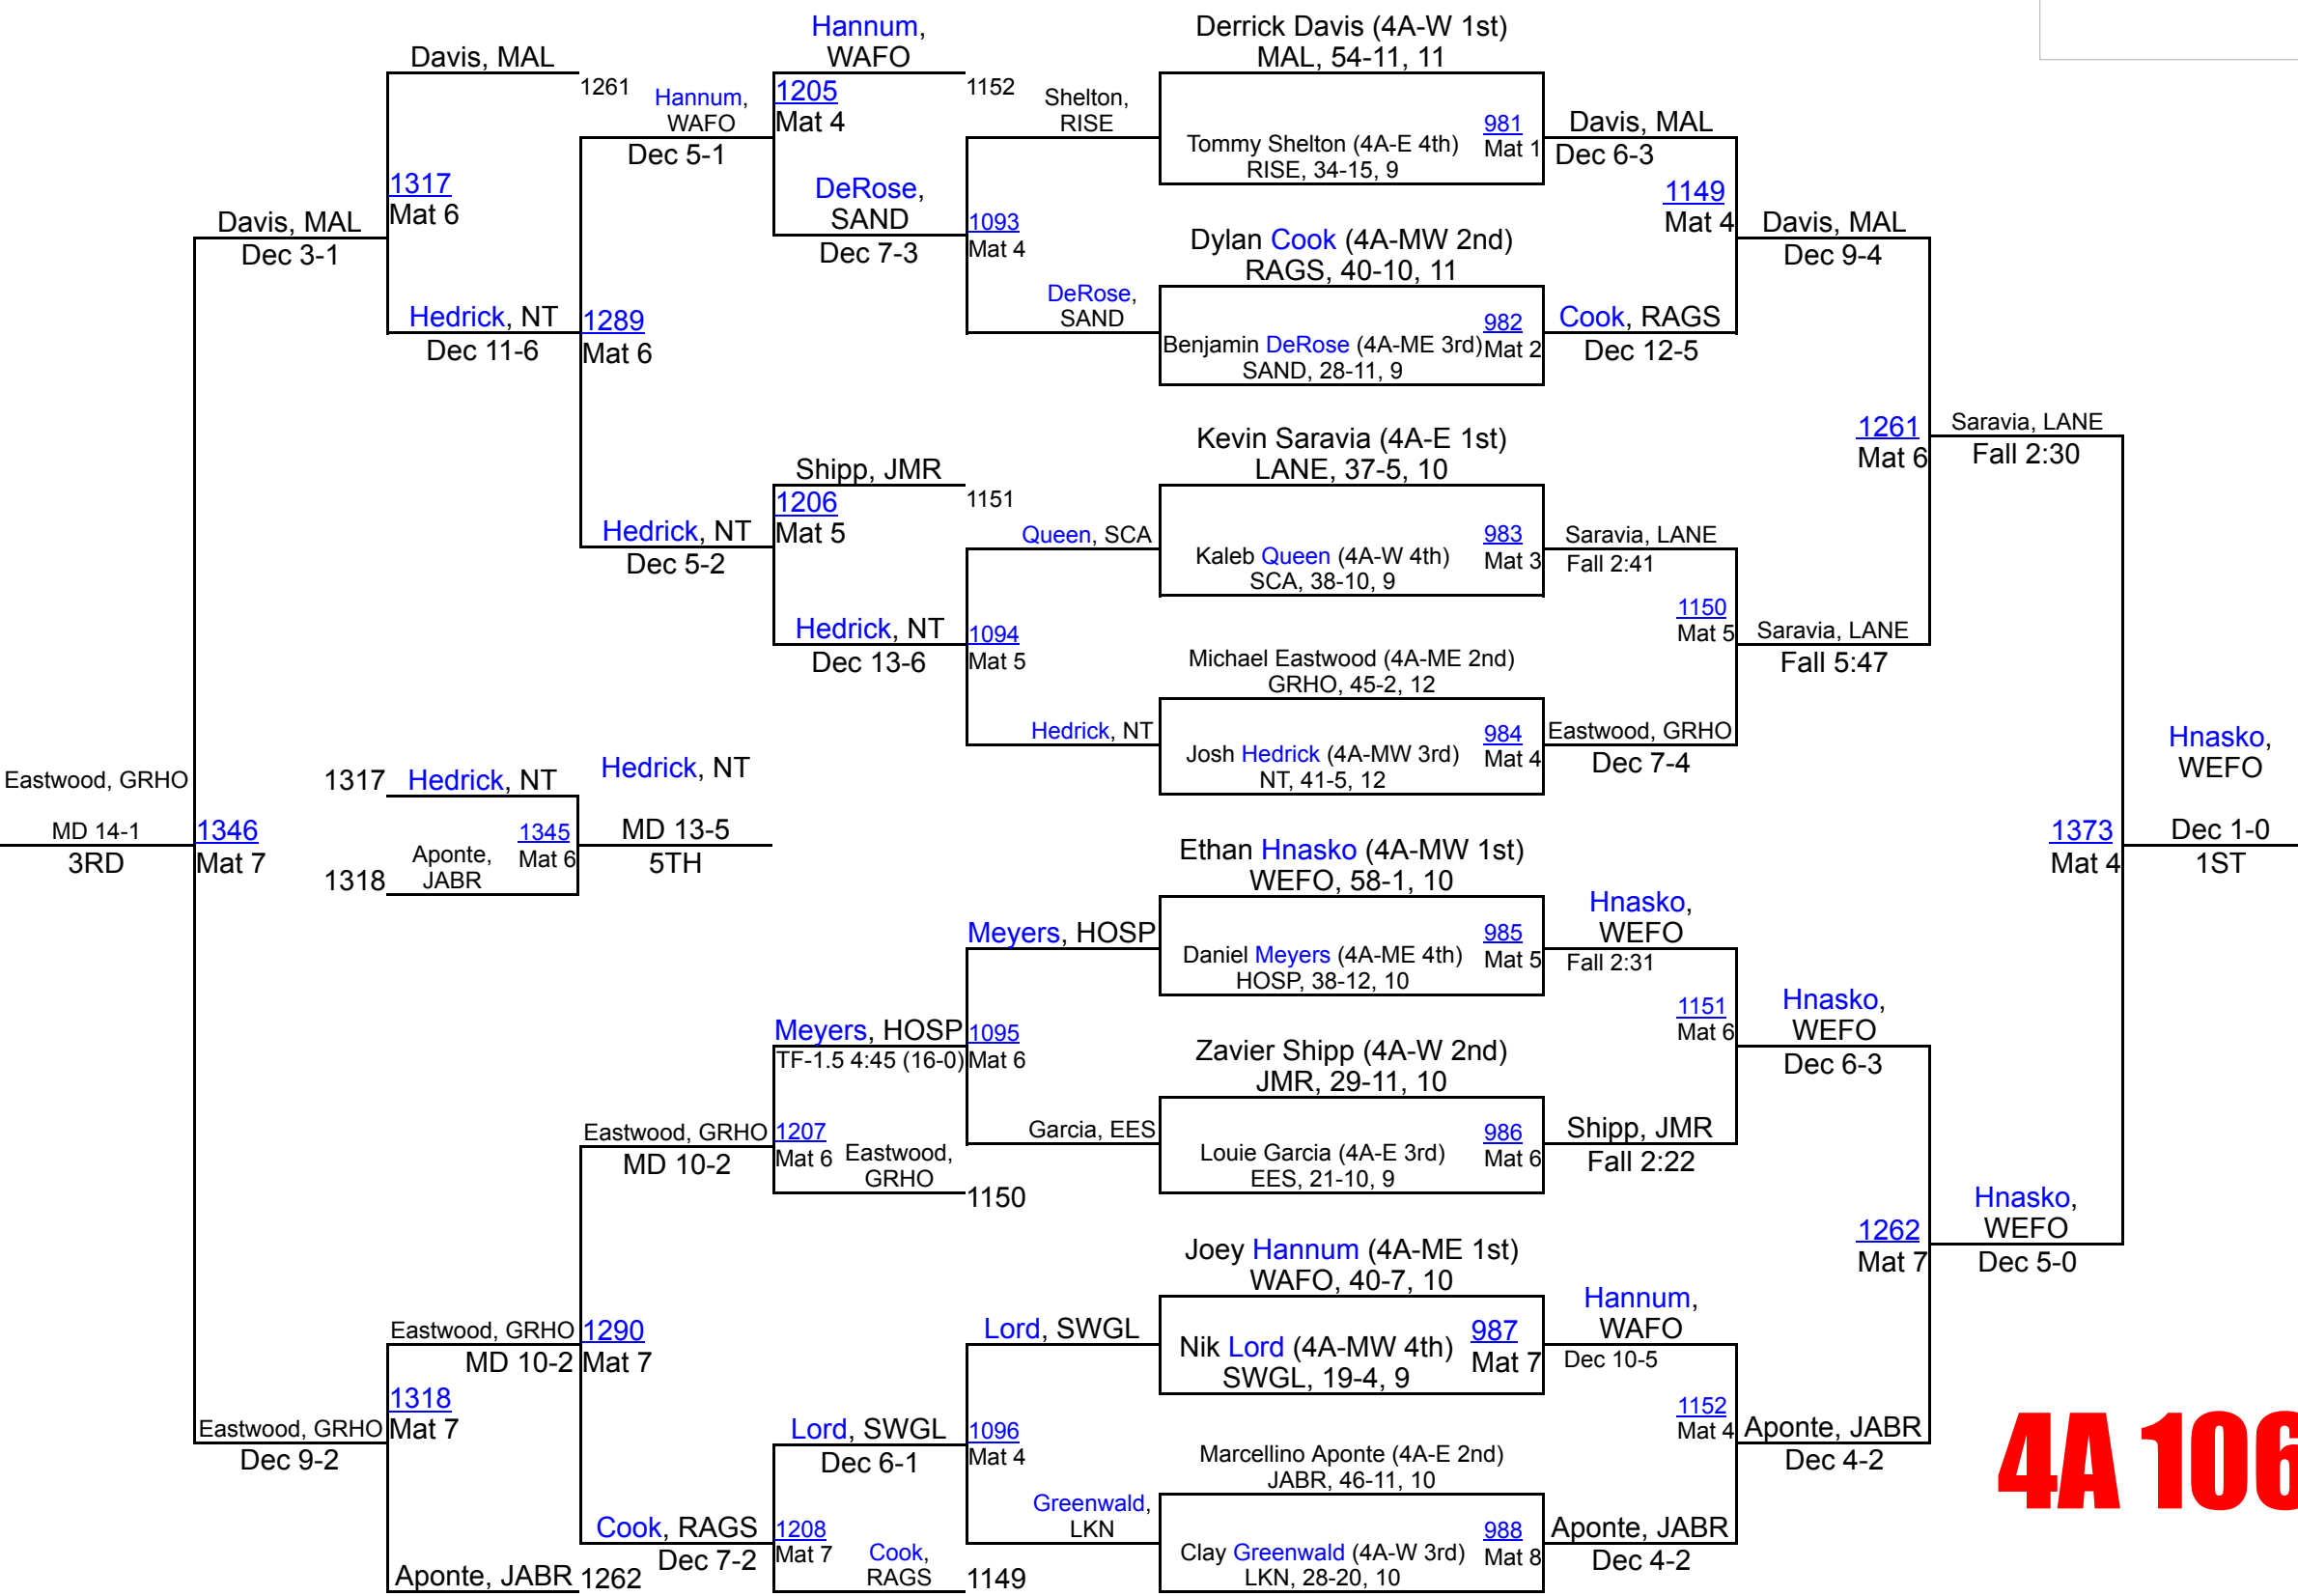 Derrick Davis (4A-W 1st)
MAL, 54-11, 11
Tommy Shelton (4A-E 4th)
RISE, 34-15, 9
981
Mat 1
Dylan Cook (4A-MW 2nd)
RAGS, 40-10, 11
Benjamin DeRose (4A-ME 3rd)
SAND, 28-11, 9
982
Mat 2
Kevin Saravia (4A-E 1st)
LANE, 37-5, 10
Kaleb Queen (4A-W 4th)
SCA, 38-10, 9
983
Mat 3
Michael Eastwood (4A-ME 2nd)
GRHO, 45-2, 12
Josh Hedrick (4A-MW 3rd)
NT, 41-5, 12
984
Mat 4
Ethan Hnasko (4A-MW 1st)
WEFO, 58-1, 10
Daniel Meyers (4A-ME 4th)
HOSP, 38-12, 10
985
Mat 5
Zavier Shipp (4A-W 2nd)
JMR, 29-11, 10
Louie Garcia (4A-E 3rd)
EES, 21-10, 9
986
Mat 6
Joey Hannum (4A-ME 1st)
WAFO, 40-7, 10
Nik Lord (4A-MW 4th)
SWGL, 19-4, 9
987
Mat 7
Marcellino Aponte (4A-E 2nd)
JABR, 46-11, 10
Clay Greenwald (4A-W 3rd)
LKN, 28-20, 10
988
Mat 8
Davis, MAL
Dec 6-3
1149
Mat 4
Cook, RAGS
Dec 12-5
Saravia, LANE
Fall 2:41
1150
Mat 5
Eastwood, GRHO
Dec 7-4
Hnasko,
WEFO
Fall 2:31
1151
Mat 6
Shipp, JMR
Fall 2:22
Hannum,
WAFO
Dec 10-5
1152
Mat 4
Aponte, JABR
Dec 4-2
Davis, MAL
Dec 9-4
1261
Mat 6
Saravia, LANE
Fall 5:47
Hnasko,
WEFO
Dec 6-3
1262
Mat 7
Aponte, JABR
Dec 4-2
Saravia, LANE
Fall 2:30
1373
Mat 4
Hnasko,
WEFO
Dec 5-0
Hnasko,
WEFO
Dec 1-0
1ST
Shelton,
RISE
1093
Mat 4
DeRose,
SAND
Queen, SCA
1094
Mat 5
Hedrick, NT
Meyers, HOSP
1095
Mat 6
Garcia, EES
Lord, SWGL
1096
Mat 4
Greenwald,
LKN
Hannum,
WAFO
1152
1205
Mat 4
DeRose,
SAND
Dec 7-3
Shipp, JMR
1151
1206
Mat 5
Hedrick, NT
Dec 13-6
Meyers, HOSP
TF-1.5 4:45 (16-0)
1207
Mat 6
Eastwood,
GRHO
1150
Lord, SWGL
Dec 6-1
1208
Mat 7
Cook,
RAGS
1149
Hannum,
WAFO
Dec 5-1
1289
Mat 6
Hedrick, NT
Dec 5-2
Eastwood, GRHO
MD 10-2
1290
Mat 7
Cook, RAGS
Dec 7-2
Davis, MAL
1261
1317
Mat 6
Hedrick, NT
Dec 11-6
Eastwood, GRHO
MD 10-2
1318
Mat 7
Aponte, JABR
1262
Davis, MAL
Dec 3-1
1346
Mat 7
Eastwood, GRHO
Dec 9-2
Eastwood, GRHO
MD 14-1
3RD
1317
Hedrick, NT
1345
Mat 6
1318
Aponte,
JABR
Hedrick, NT
MD 13-5
5TH
4A 106